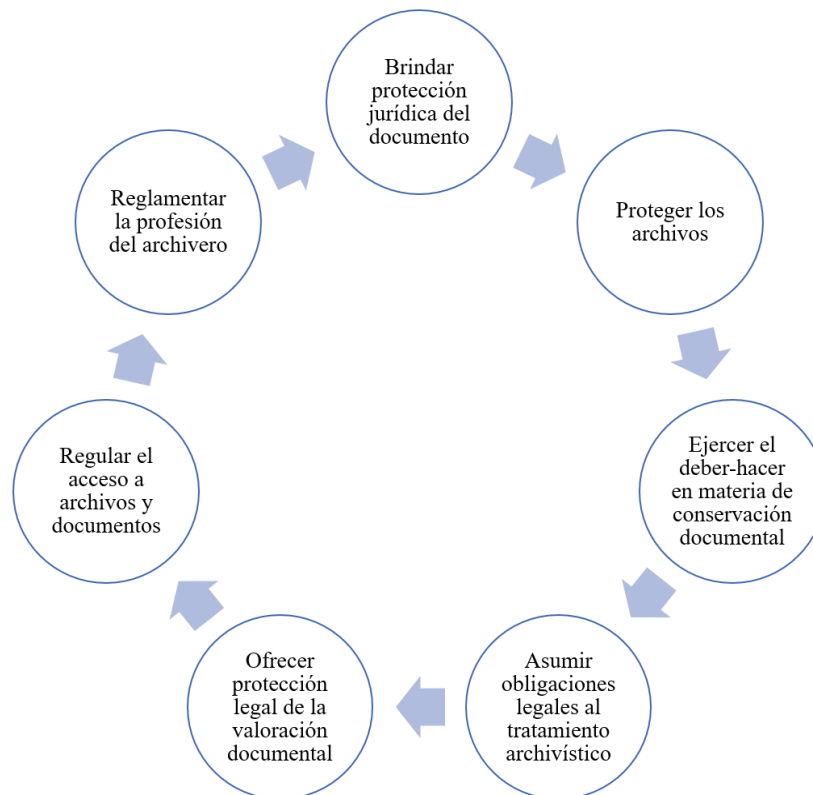 Brindar
protección
jurídica del
documento
Proteger los
archivos
Ejercer el
deber-hacer
en materia de
conservación
documental
Asumir
obligaciones
legales al
tratamiento
archivístico
Ofrecer
protección
legal de la
valoración
documental
Regular el
acceso a
archivos y
documentos
Reglamentar
la profesión
del archivero